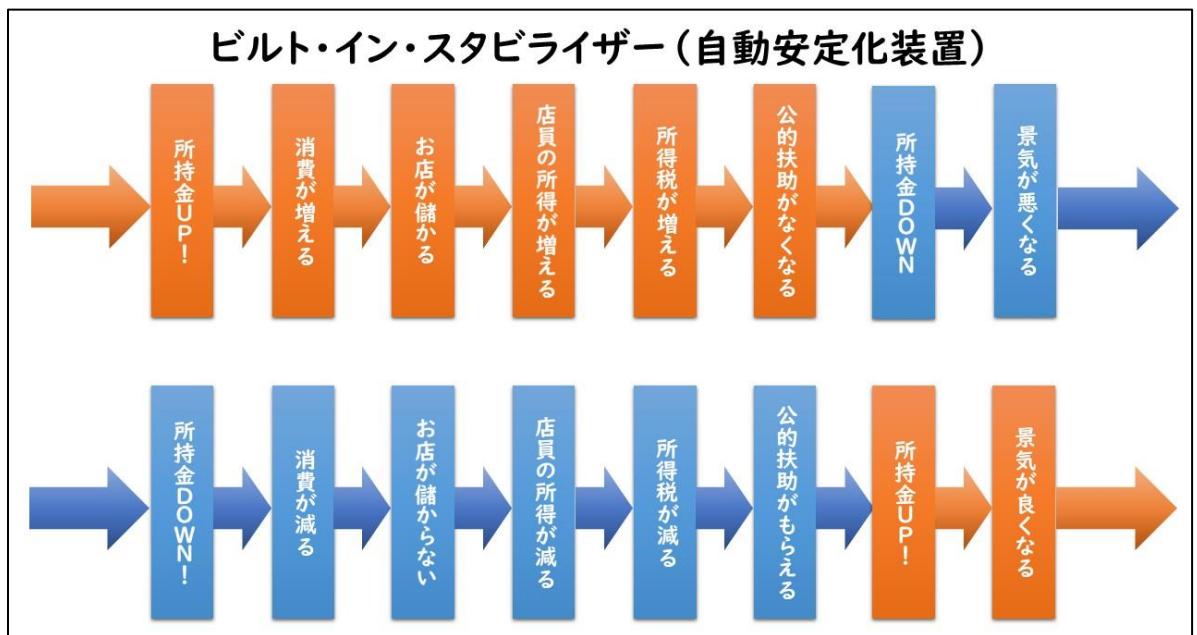 ビルト・イン・スタビライザー(自動安定化装置)
所持金UP!
消費が増える
お店が儲かる
店員の所得が増える
所得税が増える
公的扶助がなくなる
所持金DOWN
景気が悪くなる
所持金DOWN!
消費が減る
お店が儲からない
店員の所得が減る
所得税が減る
公的扶助がもらえる
所持金UP!
景気が良くなる